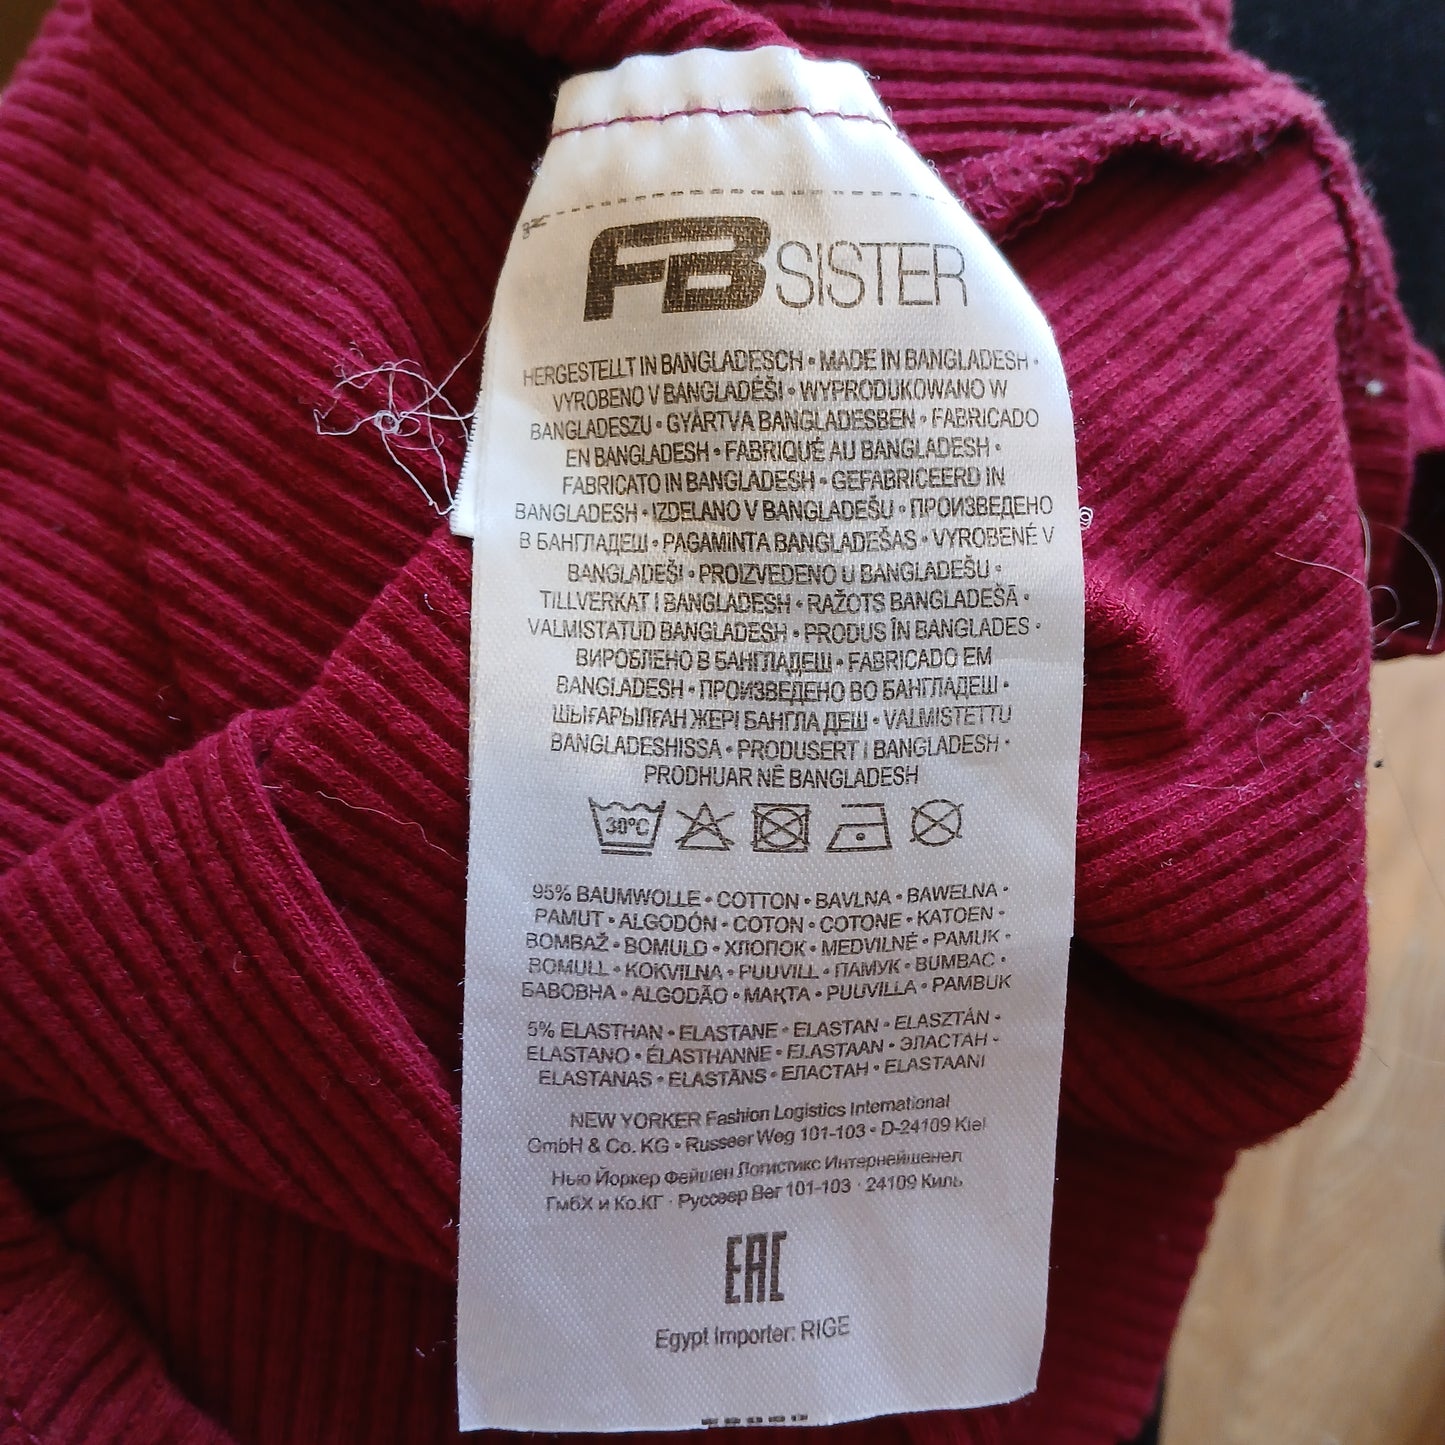 FB SISTER
HERGESTELLT IN BANGLADESCH • MADE IN BANGLADESH •
VYROBENO V BANGLADÉŠI • WYPRODUKOWANO W
BANGLADESZU • GYÁRTVA BANGLADESBEN • FABRICADO
EN BANGLADESH • FABRIQUÉ AU BANGLADESH •
FABRICATO IN BANGLADESH • GEFABRICEERD IN
BANGLADESH • IZDELANO V BANGLADEŠU • ПРОИЗВЕДЕНО
В БАНГЛАДЕШ • PAGAMINTA BANGLADEŠAS • VYROBENÉ V
BANGLADEŠI • PROIZVEDENO U BANGLADEŠU •
TILLVERKAT I BANGLADESH • RAŽOTS BANGLADEŠĀ •
VALMISTATUD BANGLADESH • PRODUS ÎN BANGLADES •
ВИРОБЛЕНО В БАНГЛАДЕШ • FABRICADO EM
BANGLADESH • ПРОИЗВЕДЕНО ВО БАНГЛАДЕШ •
ШЫҒАРЫЛҒАН ЖЕРІ БАНГЛА ДЕШ • VALMISTETTU
BANGLADESHISSA • PRODUSERT I BANGLADESH •
PRODHUAR NË BANGLADESH
30°C
95% BAUMWOLLE • COTTON • BAVLNA • BAWEŁNA •
PAMUT • ALGODÓN • COTON • COTONE • KATOEN •
BOMBAŽ • BOMULD • ХЛОПОК • MEDVILNĖ • PAMUK •
BOMULL • KOKVILNA • PUUVILL • ПАМУК • BUMBAC •
БАВОВНА • ALGODÃO • МАҚТА • PUUVILLA • PAMBUK
5% ELASTHAN • ELASTANE • ELASTAN • ELASZTÁN •
ELASTANO • ÉLASTHANNE • ELASTAAN • ЭЛАСТАН •
ELASTANAS • ELASTĀNS • ЕЛАСТАН • ELASTAANI
NEW YORKER Fashion Logistics International
GmbH & Co. KG • Russeer Weg 101-103 • D-24109 Kiel
Нью Йоркер Фейшен Логистикс Интернейшенел
ГмбХ и Ко.КГ · Руссеер Вег 101-103 · 24109 Киль
EAC
Egypt Importer: RIGE